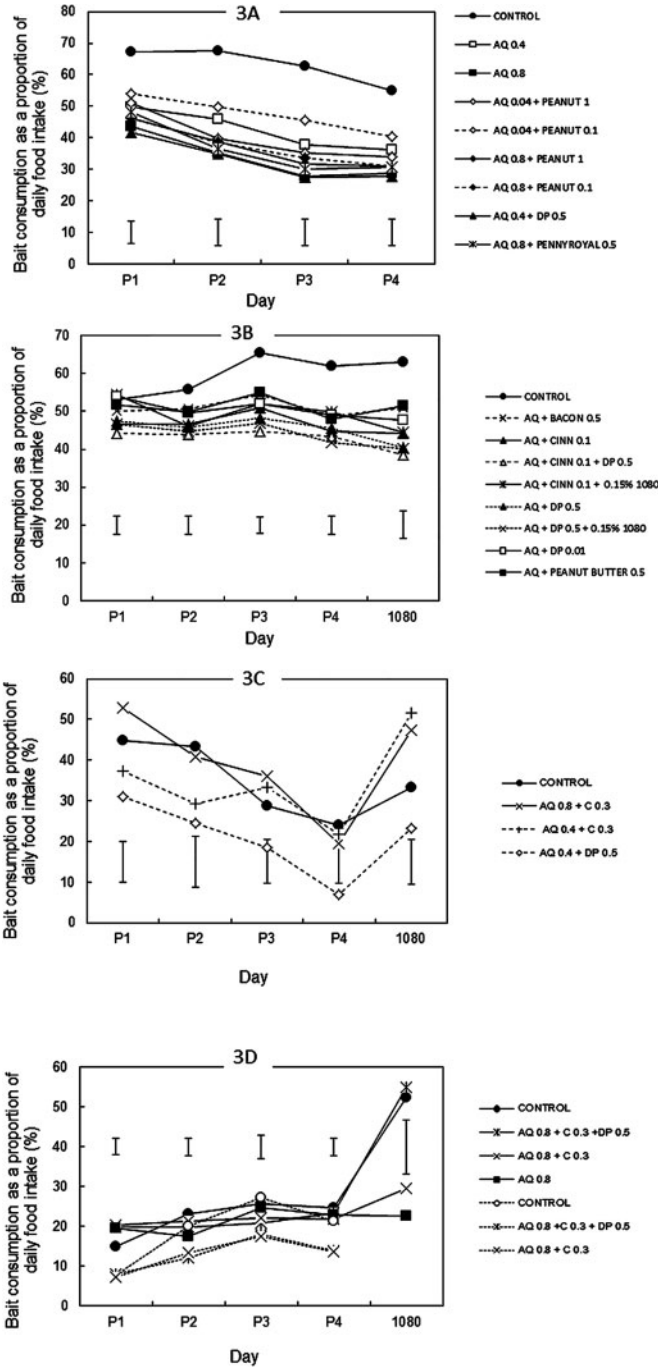 3A
Bait consumption as a proportion of
daily food intake (%)
80
70
60
50
40
30
20
10
0
P1 P2 P3 P4
Day
CONTROL
AQ 0.4
AQ 0.8
AQ 0.04 + PEANUT 1
AQ 0.04 + PEANUT 0.1
AQ 0.8 + PEANUT 1
AQ 0.8 + PEANUT 0.1
AQ 0.4 + DP 0.5
AQ 0.8 + PENNYROYAL 0.5
3B
Bait consumption as a proportion of
daily food intake (%)
70
60
50
40
30
20
10
0
P1 P2 P3 P4 1080
Day
CONTROL
AQ + BACON 0.5
AQ + CINN 0.1
AQ + CINN 0.1 + DP 0.5
AQ + CINN 0.1 + 0.15% 1080
AQ + DP 0.5
AQ + DP 0.5 + 0.15% 1080
AQ + DP 0.01
AQ + PEANUT BUTTER 0.5
3C
Bait consumption as a proportion of
daily food intake (%)
60
50
40
30
20
10
0
P1 P2 P3 P4 1080
Day
CONTROL
AQ 0.8 + C 0.3
AQ 0.4 + C 0.3
AQ 0.4 + DP 0.5
3D
Bait consumption as a proportion of
daily food intake (%)
60
50
40
30
20
10
0
P1 P2 P3 P4 1080
Day
CONTROL
AQ 0.8 + C 0.3 +DP 0.5
AQ 0.8 + C 0.3
AQ 0.8
CONTROL
AQ 0.8 +C 0.3 + DP 0.5
AQ 0.8 + C 0.3